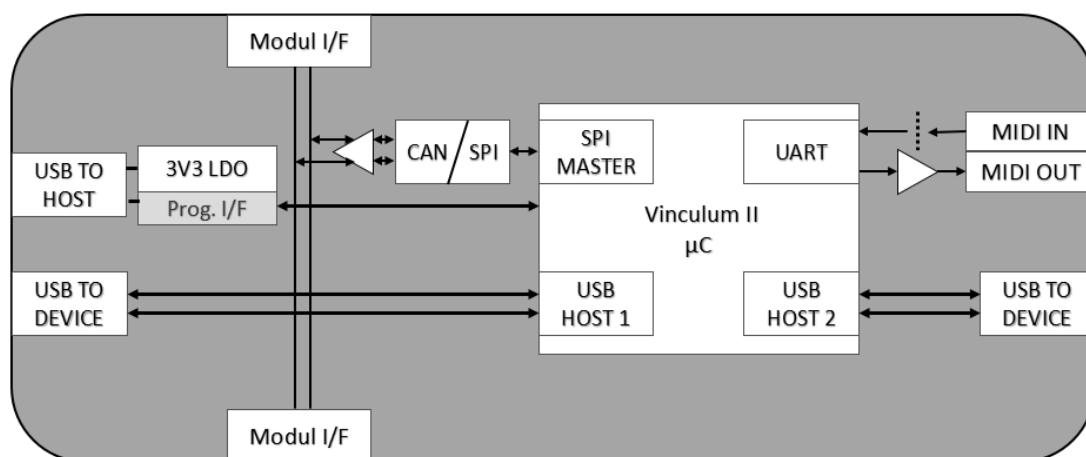 Modul I/F
USB TO
HOST
3V3 LDO
Prog. I/F
CAN
SPI
SPI
MASTER
UART
MIDI IN
MIDI OUT
Vinculum II
µC
USB TO
DEVICE
USB
HOST 1
USB
HOST 2
USB TO
DEVICE
Modul I/F